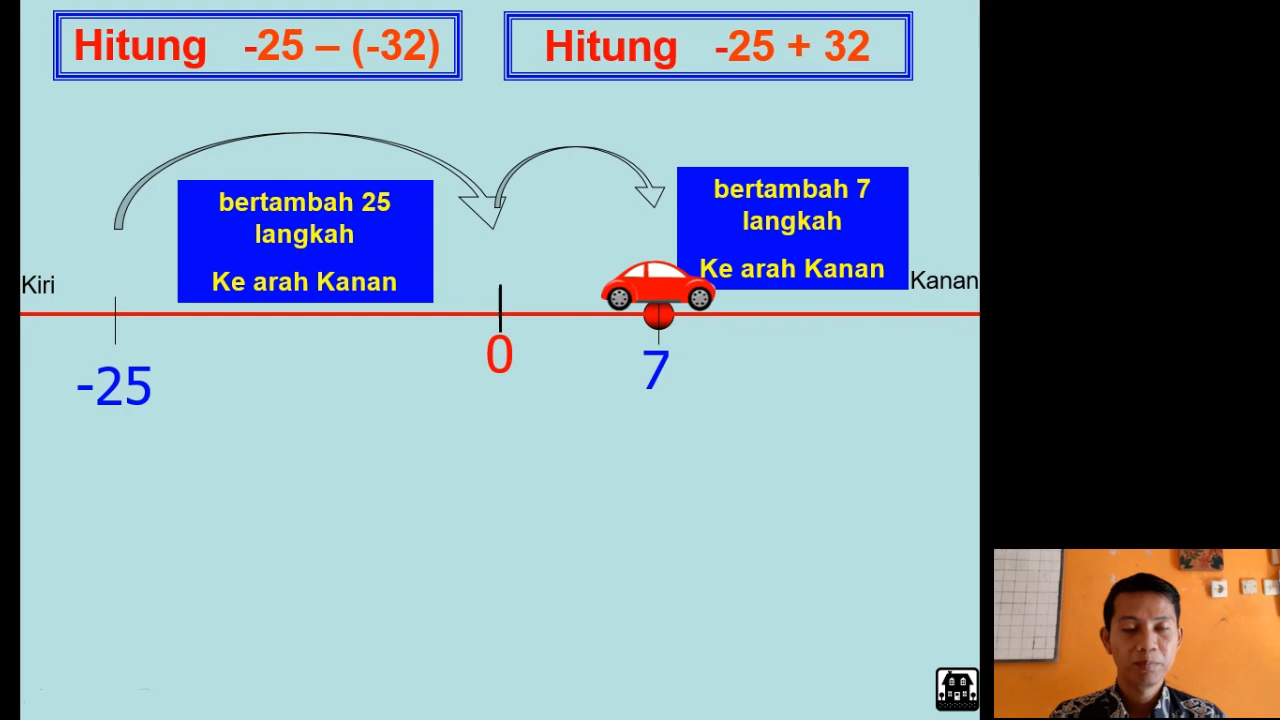 Hitung -25 – (-32)
Hitung -25 + 32
bertambah 25
langkah
Ke arah Kanan
bertambah 7
langkah
Ke arah Kanan
Kiri
Kanan
-25
0
7